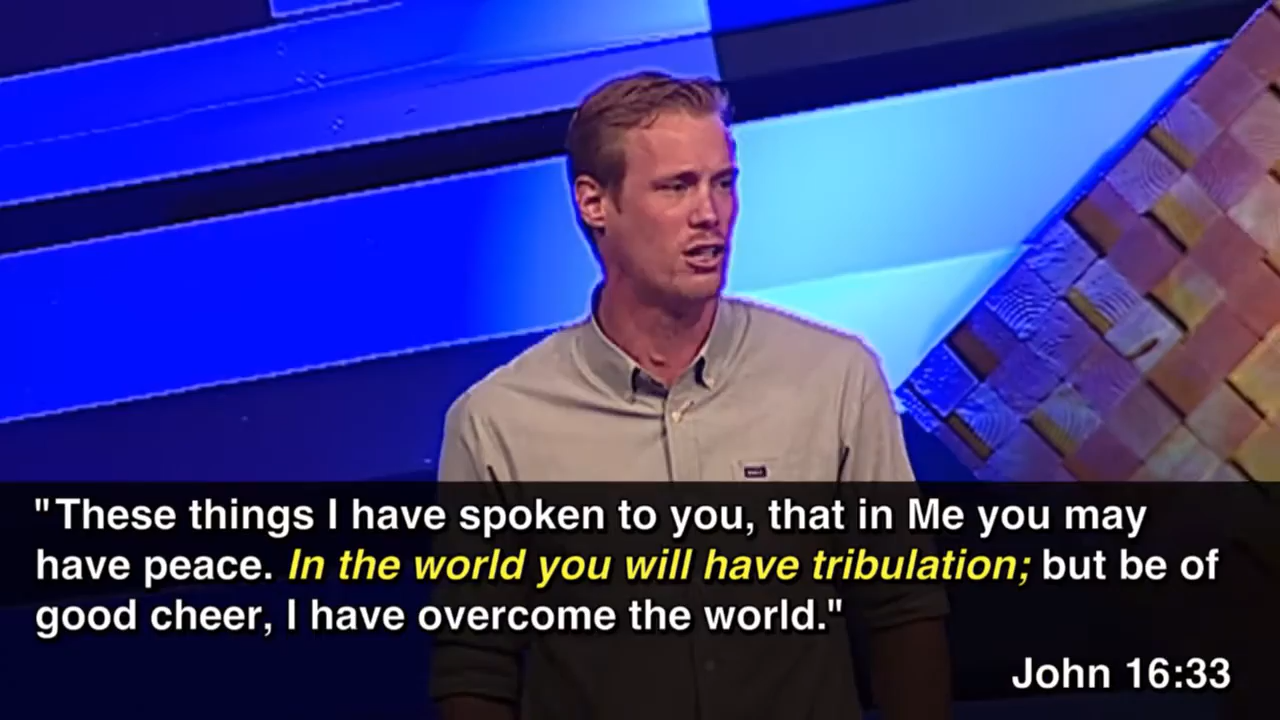 "These things I have spoken to you, that in Me you may
have peace. In the world you will have tribulation; but be of
good cheer, I have overcome the world."
John 16:33